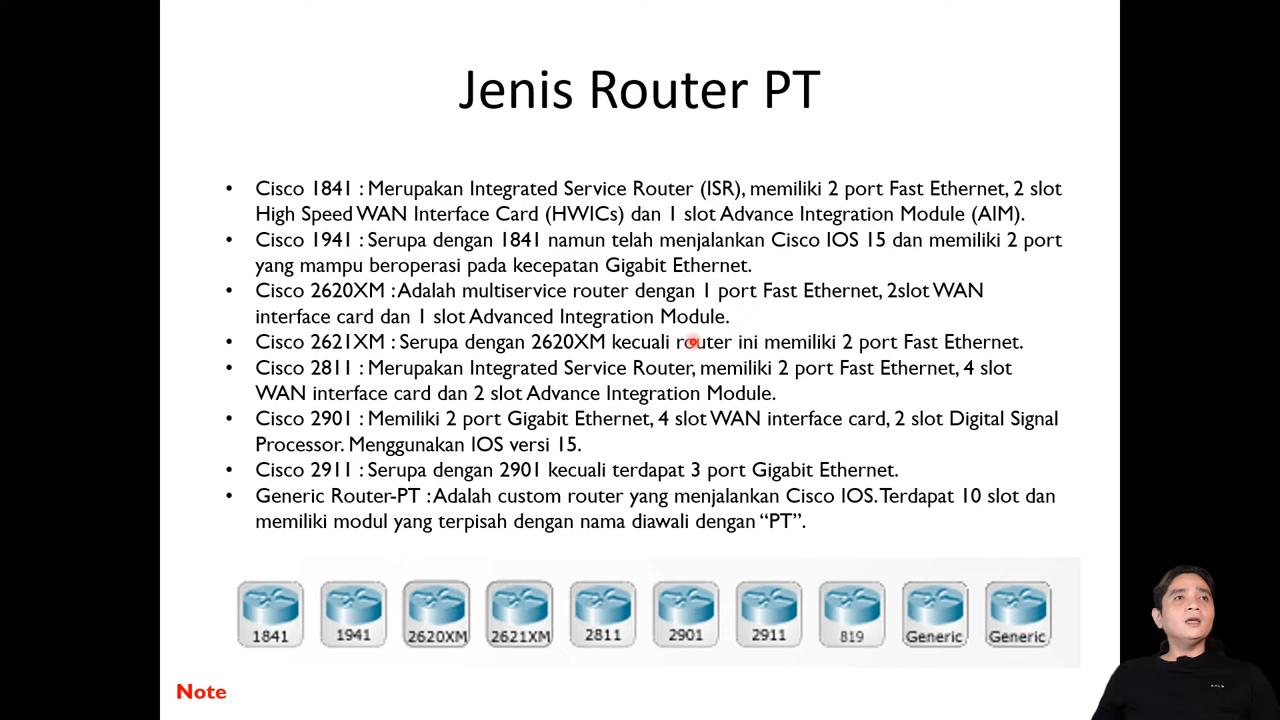 Jenis Router PT
• Cisco 1841 : Merupakan Integrated Service Router (ISR), memiliki 2 port Fast Ethernet, 2 slot
High Speed WAN Interface Card (HWICs) dan 1 slot Advance Integration Module (AIM).
• Cisco 1941 : Serupa dengan 1841 namun telah menjalankan Cisco IOS 15 dan memiliki 2 port
yang mampu beroperasi pada kecepatan Gigabit Ethernet.
• Cisco 2620XM : Adalah multiservice router dengan 1 port Fast Ethernet, 2slot WAN
interface card dan 1 slot Advanced Integration Module.
• Cisco 2621XM : Serupa dengan 2620XM kecuali router ini memiliki 2 port Fast Ethernet.
• Cisco 2811 : Merupakan Integrated Service Router, memiliki 2 port Fast Ethernet, 4 slot
WAN interface card dan 2 slot Advance Integration Module.
• Cisco 2901 : Memiliki 2 port Gigabit Ethernet, 4 slot WAN interface card, 2 slot Digital Signal
Processor. Menggunakan IOS versi 15.
• Cisco 2911 : Serupa dengan 2901 kecuali terdapat 3 port Gigabit Ethernet.
• Generic Router-PT : Adalah custom router yang menjalankan Cisco IOS. Terdapat 10 slot dan
memiliki modul yang terpisah dengan nama diawali dengan “PT”.
1841 1941 2620XM 2621XM 2811 2901 2911 819 Generic Generic
Note